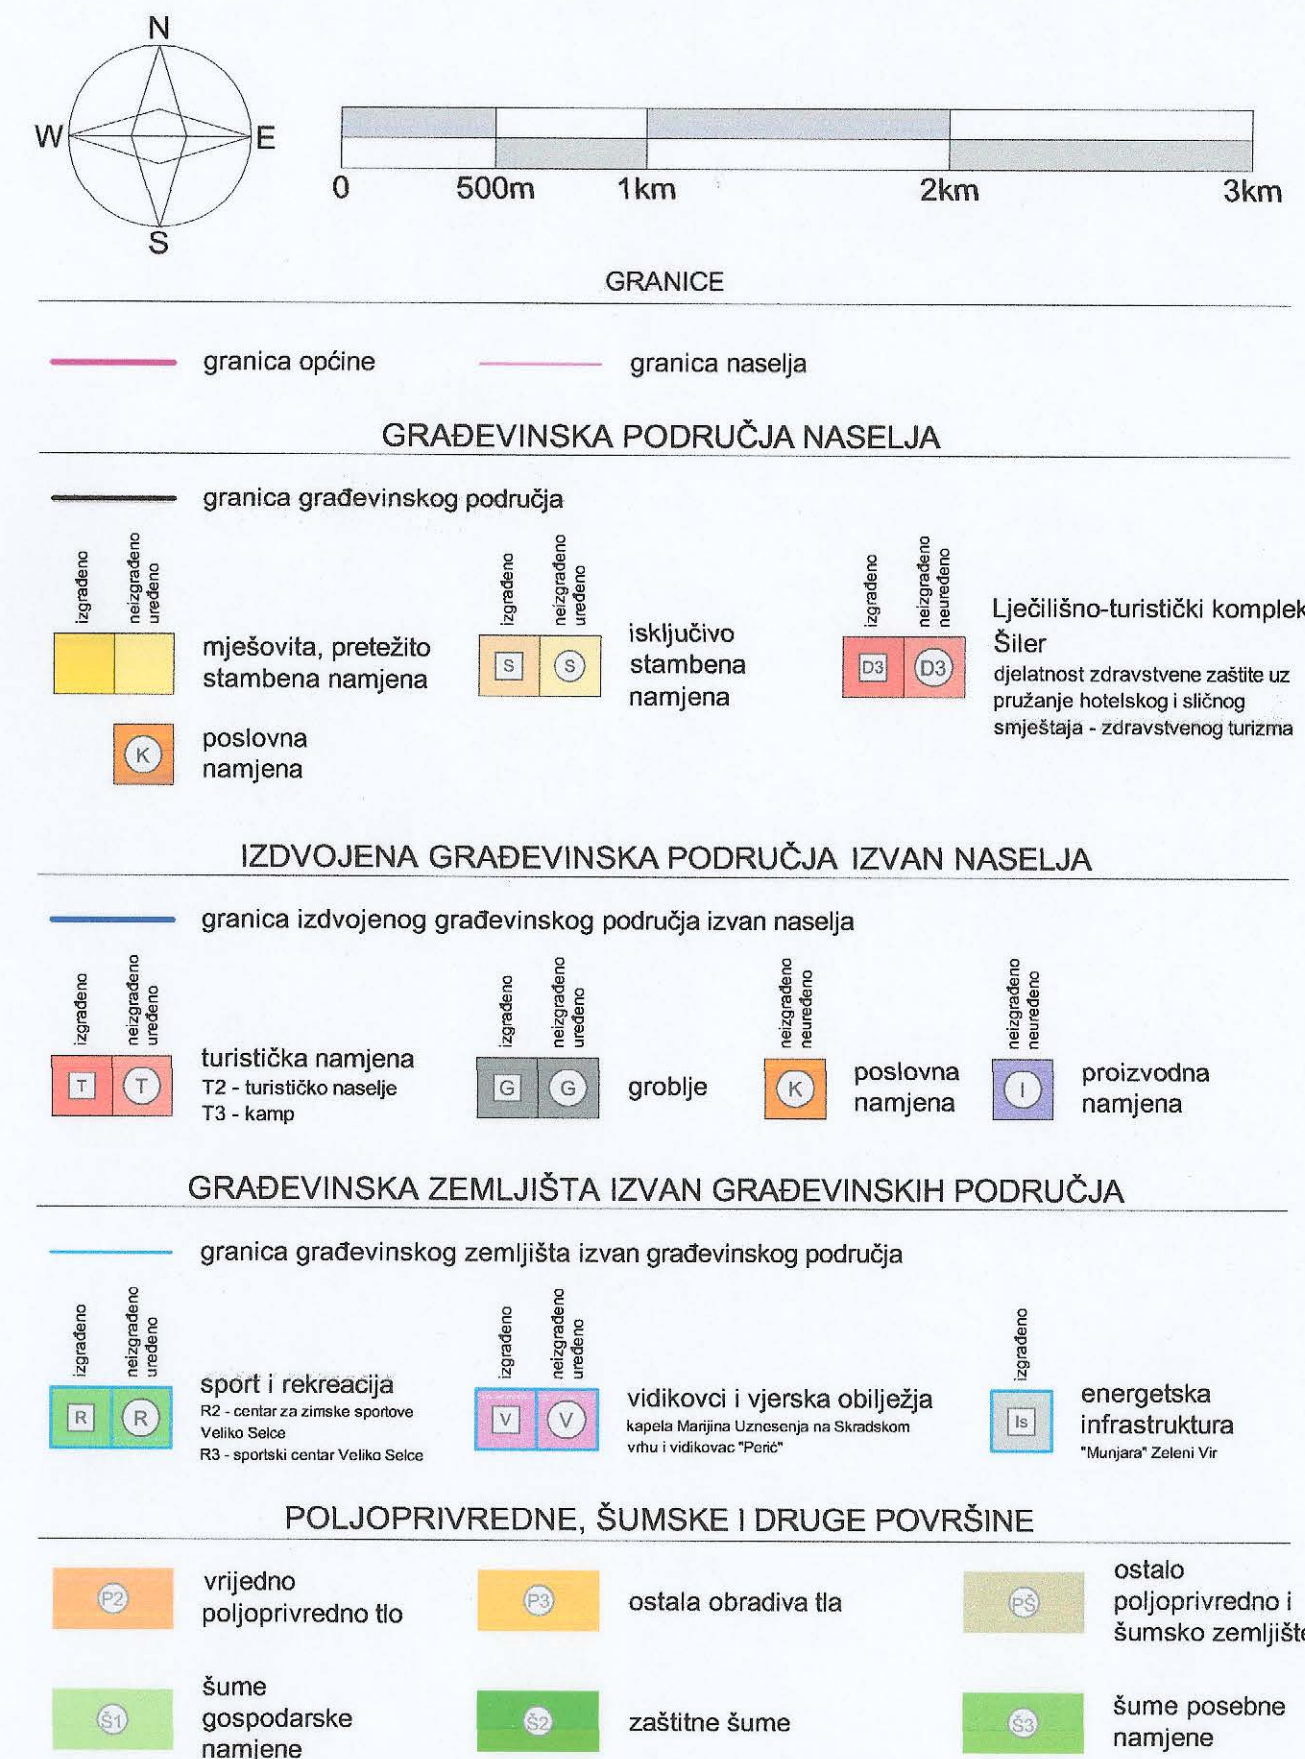 N
W
E
S
0
500m
1km
2km
3km
GRANICE
granica općine
granica naselja
GRAĐEVINSKA PODRUČJA NASELJA
granica građevinskog područja
izgrađeno
neizgrađeno
uređeno
mješovita, pretežito
stambena namjena
izgrađeno
neizgrađeno
uređeno
S
S
isključivo
stambena
namjena
izgrađeno
neizgrađeno
neuređeno
D3
D3
Lječilišno-turistički komplek
Šiler
djelatnost zdravstvene zaštite uz
pružanje hotelskog i sličnog
smještaja - zdravstvenog turizma
K
poslovna
namjena
IZDVOJENA GRAĐEVINSKA PODRUČJA IZVAN NASELJA
granica izdvojenog građevinskog područja izvan naselja
izgrađeno
neizgrađeno
uređeno
T
T
turistička namjena
T2 - turističko naselje
T3 - kamp
izgrađeno
neizgrađeno
uređeno
G
G
groblje
neizgrađeno
neuređeno
K
poslovna
namjena
neizgrađeno
neuređeno
I
proizvodna
namjena
GRAĐEVINSKA ZEMLJIŠTA IZVAN GRAĐEVINSKIH PODRUČJA
granica građevinskog zemljišta izvan građevinskog područja
izgrađeno
neizgrađeno
uređeno
R
R
sport i rekreacija
R2 - centar za zimske sportove
Veliko Selce
R3 - sportski centar Veliko Selce
izgrađeno
neizgrađeno
uređeno
V
V
vidikovci i vjerska obilježja
kapela Marijina Uznesenja na Skradskom
vrhu i vidikovac "Perić"
izgrađeno
Is
energetska
infrastruktura
"Munjara" Zeleni Vir
POLJOPRIVREDNE, ŠUMSKE I DRUGE POVRŠINE
P2
vrijedno
poljoprivredno tlo
P3
ostala obradiva tla
PŠ
ostalo
poljoprivredno i
šumsko zemljište
Š1
šume
gospodarske
namjene
Š2
zaštitne šume
Š3
šume posebne
namjene